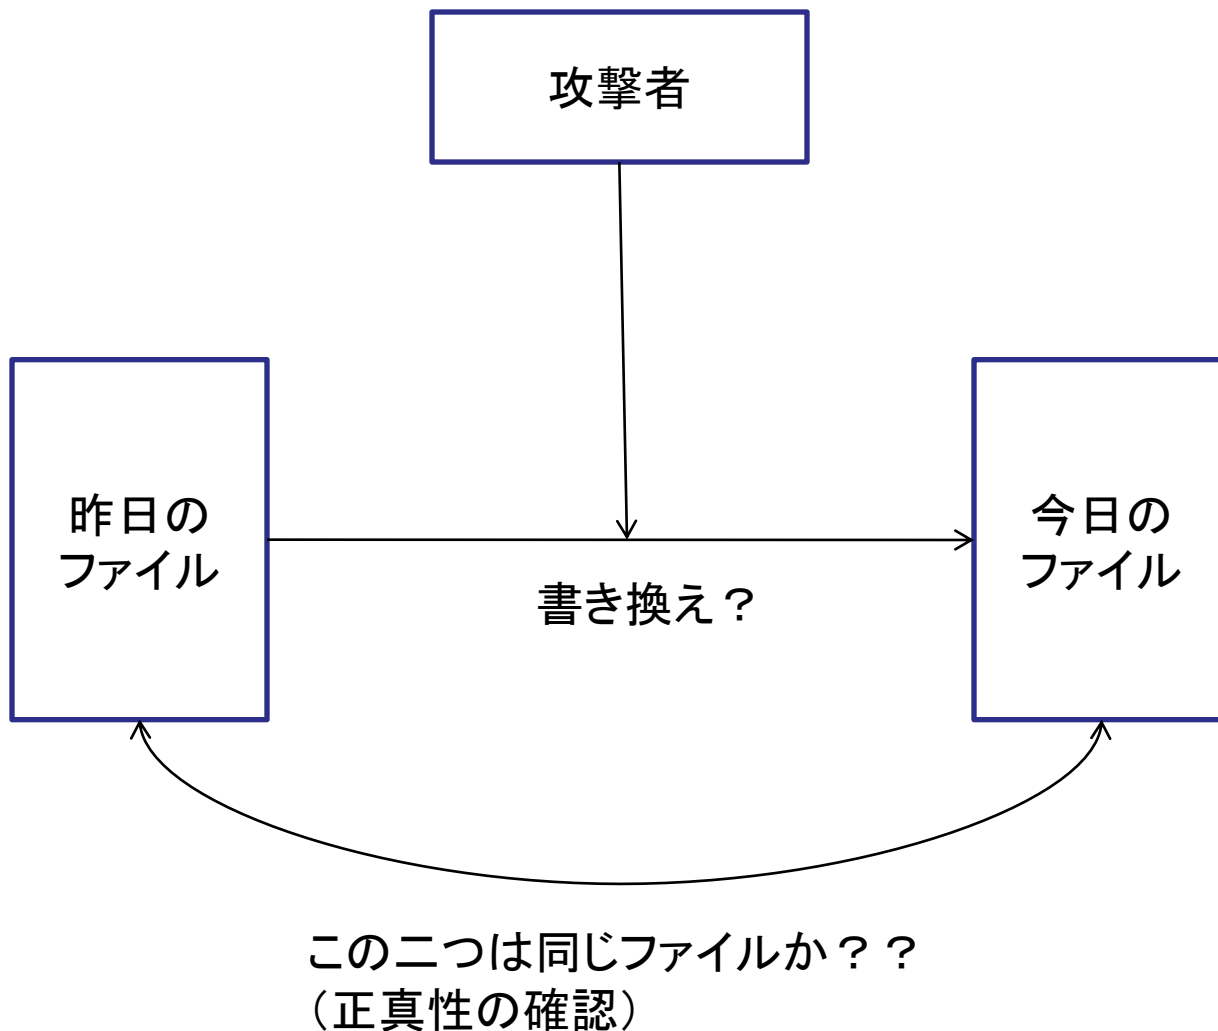 攻撃者
昨日の
ファイル
今日の
ファイル
書き換え？
この二つは同じファイルか？？
（正真性の確認）